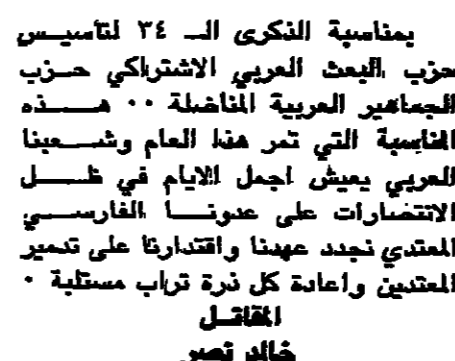 بمناسبة الذكرى الـ ٣٤ لتأسيس
حزب البعث العربي الاشتراكي حزب
الجماهير العربية المناضلة ٠٠ هذه
المناسبة التي تمر هذا العام وشعبنا
العربي يعيش اجمل الايام في ظل
الانتصارات على عدونا الفارسي
المعتدي نجدد عهدنا واقتدارنا على تدمير
المعتدين واعادة كل ذرة تراب مستلبة ٠
المقاتل
خالد نصر